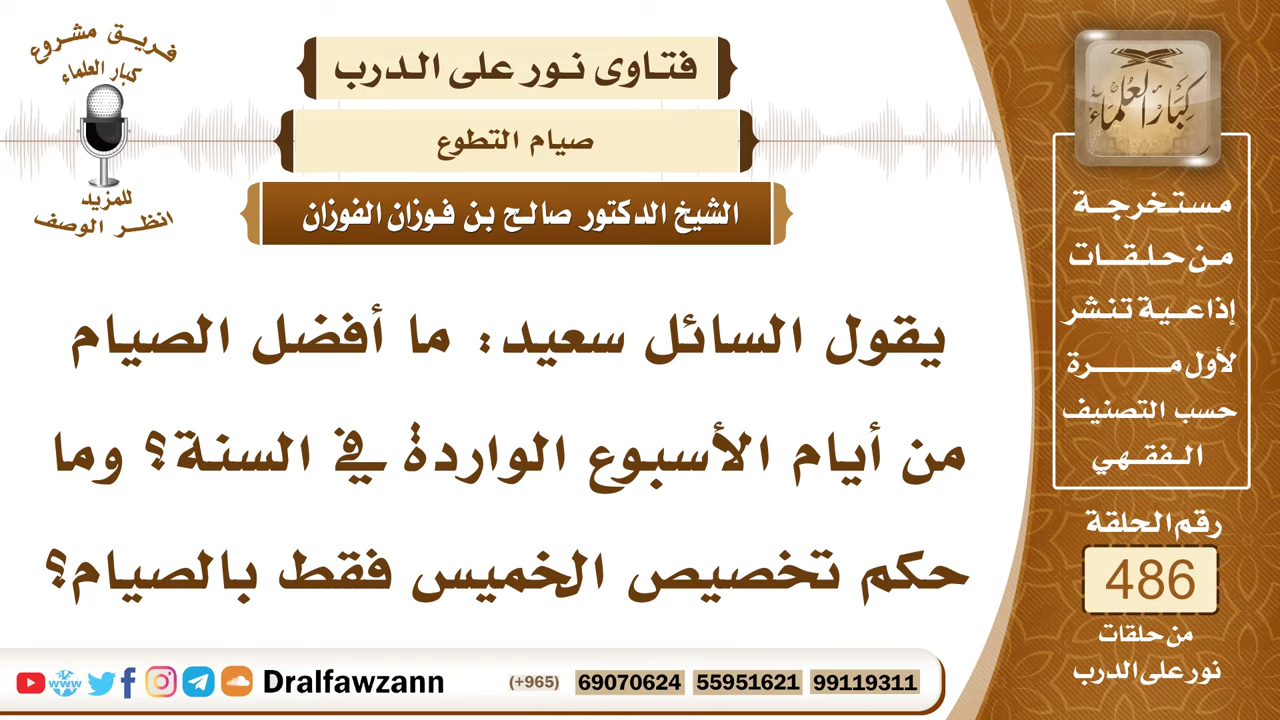 فريق مشروع
كبار العلماء
للمزيد
انظر الوصف
فتاوى نور على الدرب
صيام التطوع
الشيخ الدكتور صالح بن فوزان الفوزان
يقول السائل سعيد: ما أفضل الصيام
من أيام الأسبوع الواردة في السنة؟ وما
حكم تخصيص الخميس فقط بالصيام؟
كبار العلماء
مستخرجة
من حلقات
إذاعية تنشر
لأول مرة
حسب التصنيف
الفقهي
رقم الحلقة
486
من حلقات
نور على الدرب
www Dralfawzann (+965) 69070624 55951621 99119311